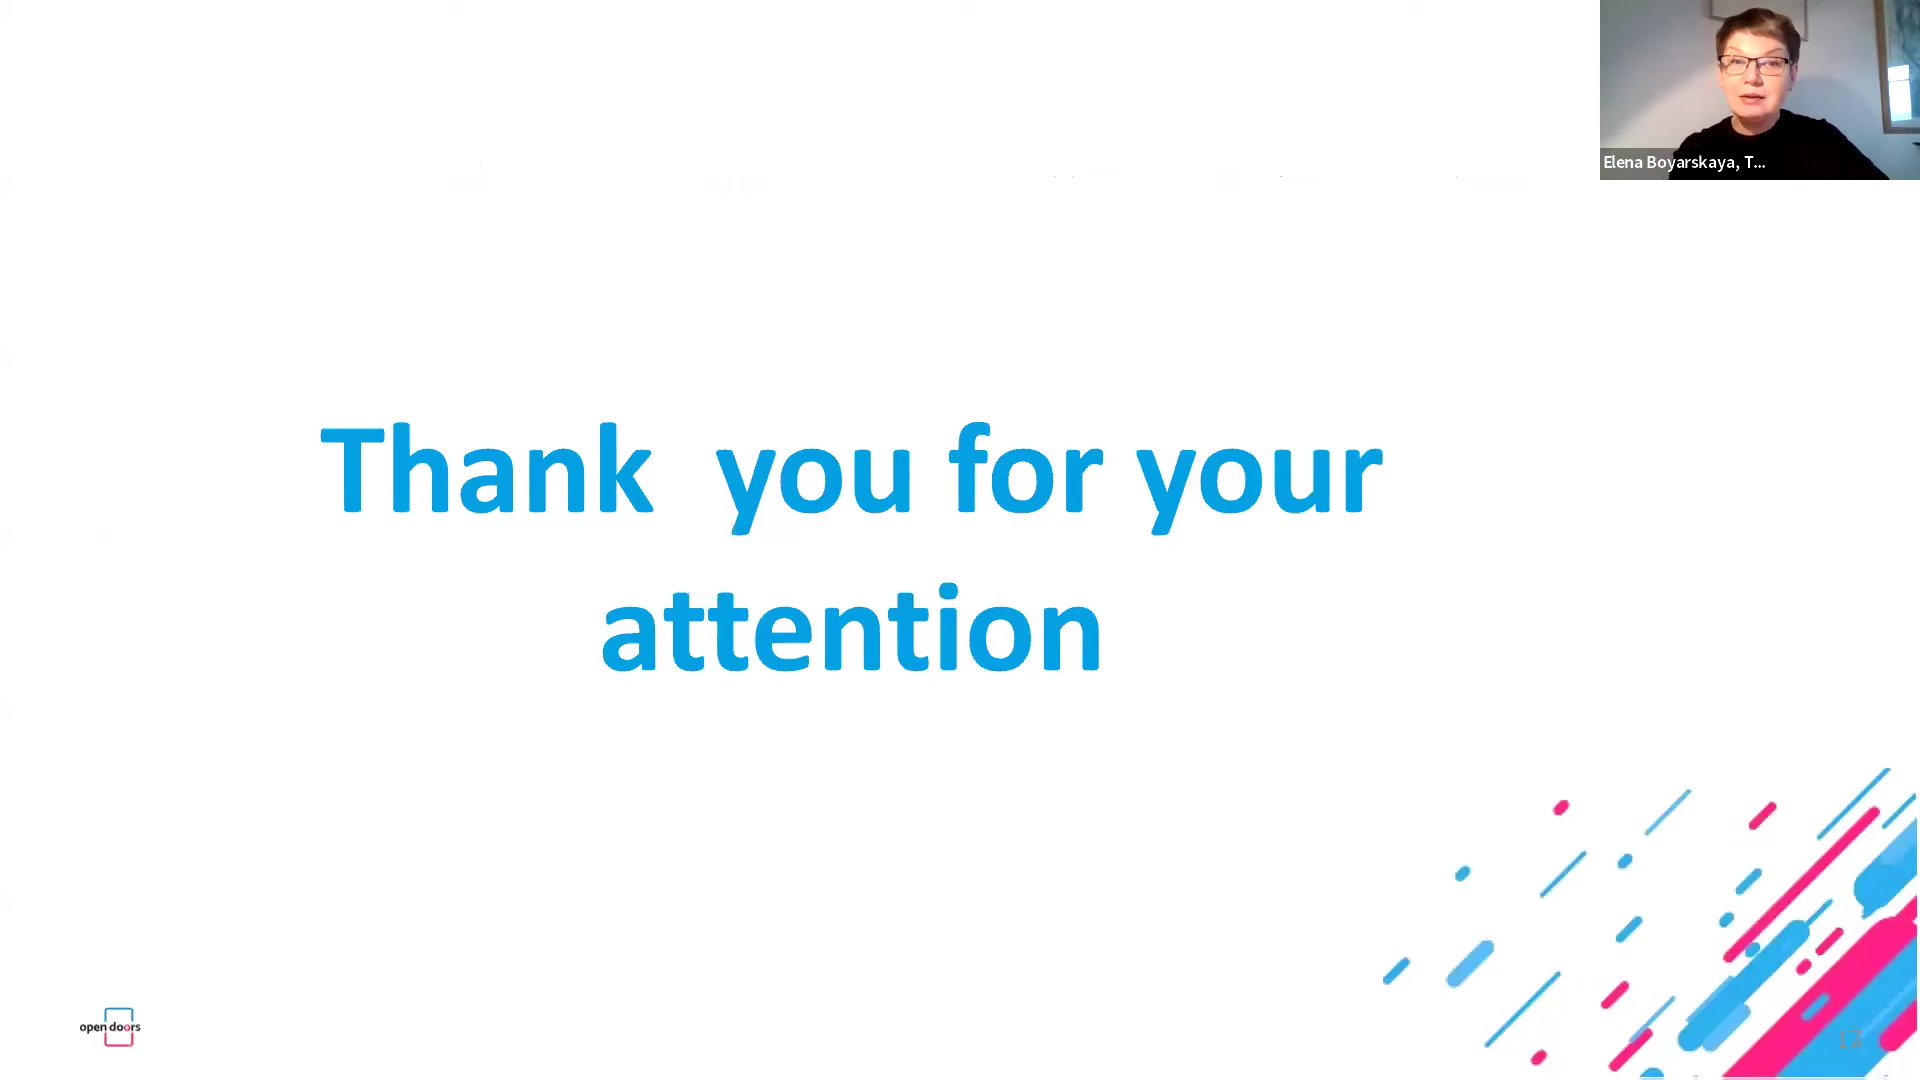 Elena Boyarskaya, T...
Thank you for your
attention
open doors